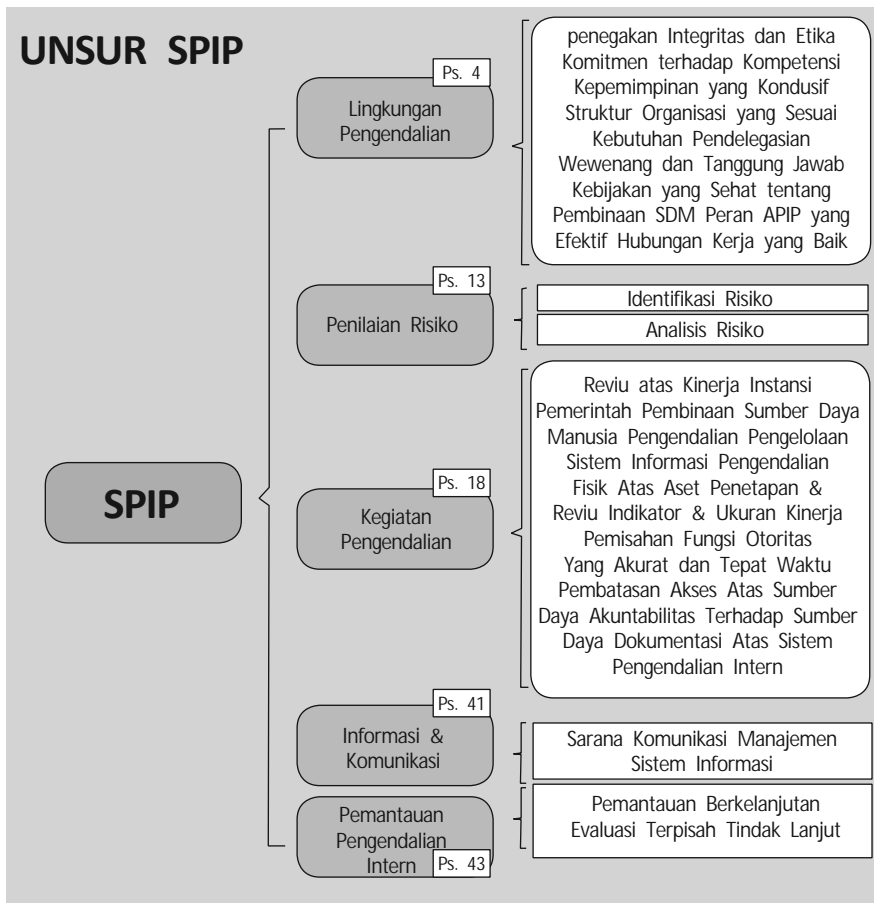 UNSUR SPIP
SPIP
Ps. 4
Lingkungan
Pengendalian
penegakan Integritas dan Etika
Komitmen terhadap Kompetensi
Kepemimpinan yang Kondusif
Struktur Organisasi yang Sesuai
Kebutuhan Pendelegasian
Wewenang dan Tanggung Jawab
Kebijakan yang Sehat tentang
Pembinaan SDM Peran APIP yang
Efektif Hubungan Kerja yang Baik
Ps. 13
Penilaian Risiko
Identifikasi Risiko
Analisis Risiko
Ps. 18
Kegiatan
Pengendalian
Reviu atas Kinerja Instansi
Pemerintah Pembinaan Sumber Daya
Manusia Pengendalian Pengelolaan
Sistem Informasi Pengendalian
Fisik Atas Aset Penetapan &
Reviu Indikator & Ukuran Kinerja
Pemisahan Fungsi Otoritas
Yang Akurat dan Tepat Waktu
Pembatasan Akses Atas Sumber
Daya Akuntabilitas Terhadap Sumber
Daya Dokumentasi Atas Sistem
Pengendalian Intern
Ps. 41
Informasi &
Komunikasi
Sarana Komunikasi Manajemen
Sistem Informasi
Pemantauan
Pengendalian
Intern
Ps. 43
Pemantauan Berkelanjutan
Evaluasi Terpisah Tindak Lanjut